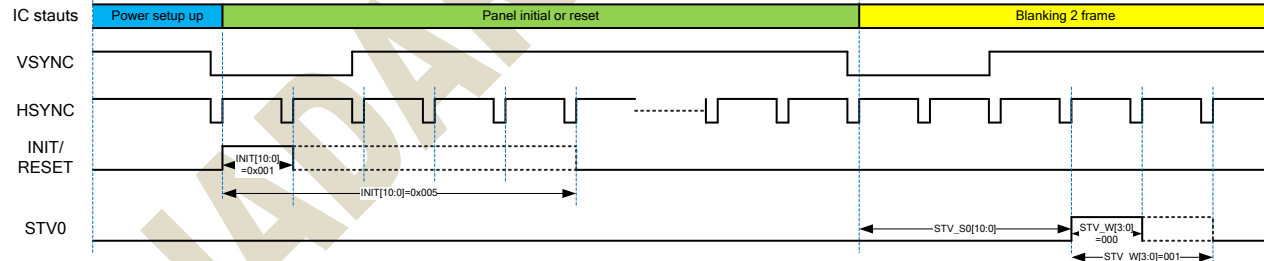 IC stauts
Power setup up
Panel initial or reset
Blanking 2 frame
VSYNC
HSYNC
INIT/
RESET
INIT[10:0]
=0x001
INIT[10:0]=0x005
STV0
STV_S0[10:0]
STV_W[3:0]
=000
STV_W[3:0]=001